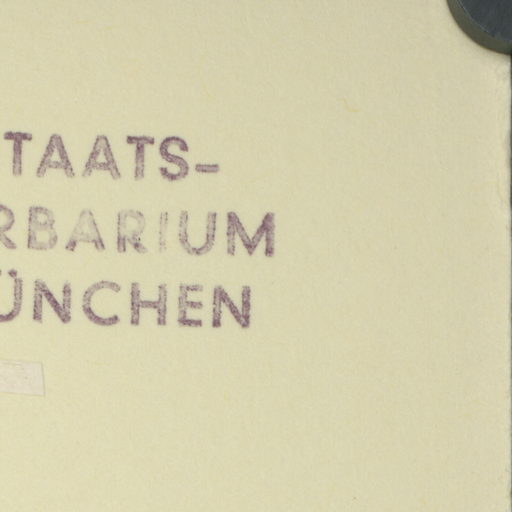 TAATS-
RBARIUM
ÜNCHEN